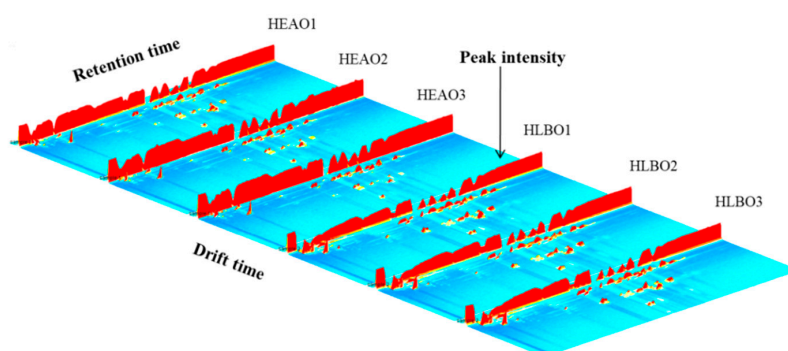 HEAO1
Retention time
HEAO2
Peak intensity
HEAO3
HLBO1
HLBO2
HLBO3
Drift time